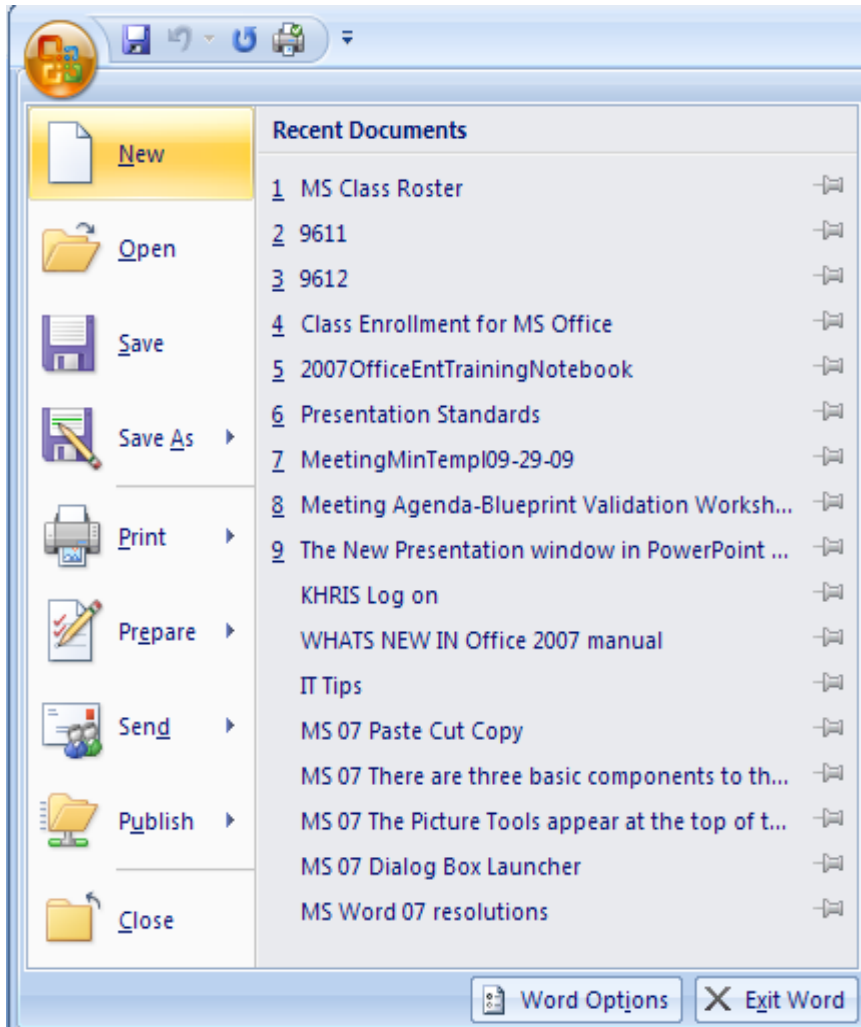 New
Open
Save
Save As
Print
Prepare
Send
Publish
Close
Recent Documents
1 MS Class Roster
2 9611
3 9612
4 Class Enrollment for MS Office
5 2007OfficeEntTrainingNotebook
6 Presentation Standards
7 MeetingMinTempl09-29-09
8 Meeting Agenda-Blueprint Validation Worksh...
9 The New Presentation window in PowerPoint ...
KHRIS Log on
WHATS NEW IN Office 2007 manual
IT Tips
MS 07 Paste Cut Copy
MS 07 There are three basic components to th...
MS 07 The Picture Tools appear at the top of t...
MS 07 Dialog Box Launcher
MS Word 07 resolutions
Word Options
Exit Word